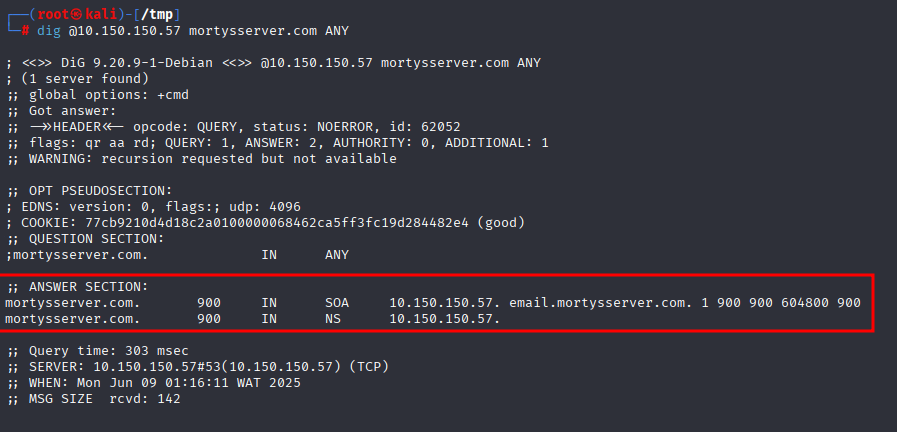 ┌──(root㉿kali)-[/tmp]
└─# dig @10.150.150.57 mortysserver.com ANY
; <<>> DiG 9.20.9-1-Debian <<>> @10.150.150.57 mortysserver.com ANY
; (1 server found)
;; global options: +cmd
;; Got answer:
;; ->>HEADER<<- opcode: QUERY, status: NOERROR, id: 62052
;; flags: qr aa rd; QUERY: 1, ANSWER: 2, AUTHORITY: 0, ADDITIONAL: 1
;; WARNING: recursion requested but not available
;; OPT PSEUDOSECTION:
; EDNS: version: 0, flags:; udp: 4096
; COOKIE: 77cb9210d4d18c2a0100000068462ca5ff3fc19d284482e4 (good)
;; QUESTION SECTION:
;mortysserver.com. IN ANY
;; ANSWER SECTION:
mortysserver.com. 900 IN SOA 10.150.150.57. email.mortysserver.com. 1 900 900 604800 900
mortysserver.com. 900 IN NS 10.150.150.57.
;; Query time: 303 msec
;; SERVER: 10.150.150.57#53(10.150.150.57) (TCP)
;; WHEN: Mon Jun 09 01:16:11 WAT 2025
;; MSG SIZE rcvd: 142